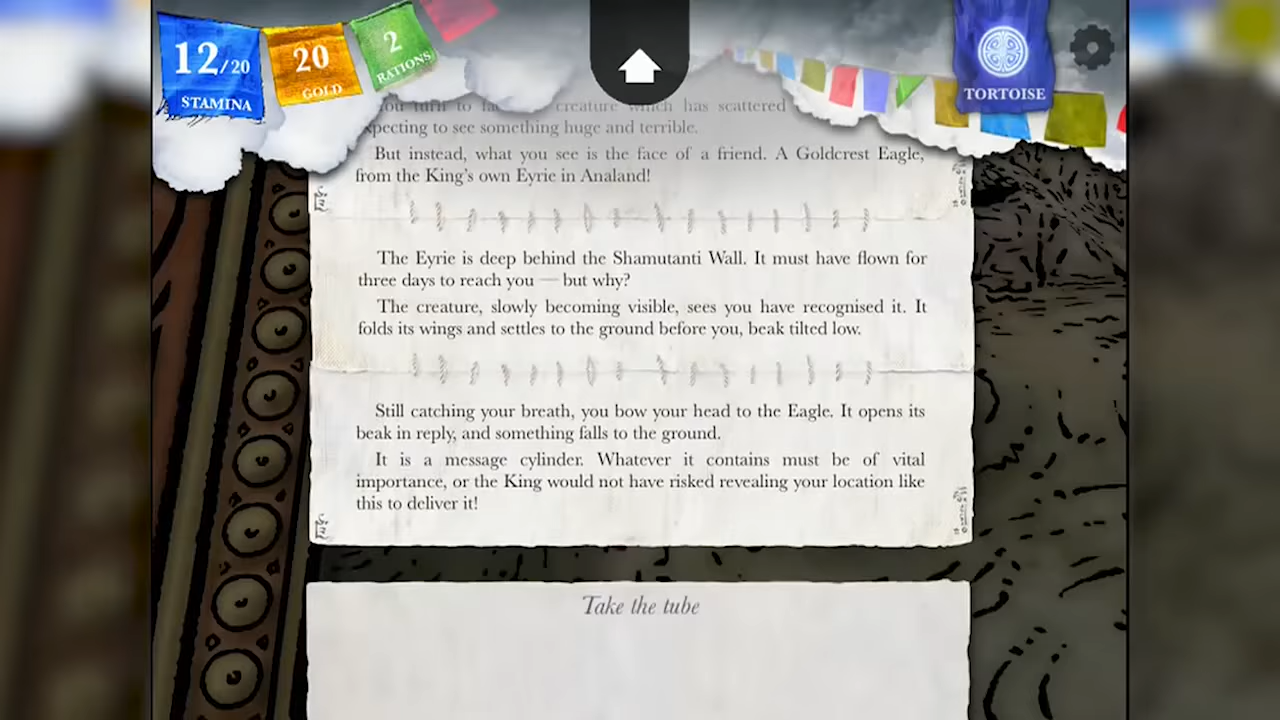 12/20
STAMINA
20
GOLD
2
RATIONS
TORTOISE
creature which has scattered
expecting to see something huge and terrible.
But instead, what you see is the face of a friend. A Goldcrest Eagle,
from the King's own Eyrie in Analand!
The Eyrie is deep behind the Shamutanti Wall. It must have flown for
three days to reach you — but why?
The creature, slowly becoming visible, sees you have recognised it. It
folds its wings and settles to the ground before you, beak tilted low.
Still catching your breath, you bow your head to the Eagle. It opens its
beak in reply, and something falls to the ground.
It is a message cylinder. Whatever it contains must be of vital
importance, or the King would not have risked revealing your location like
this to deliver it!
Take the tube